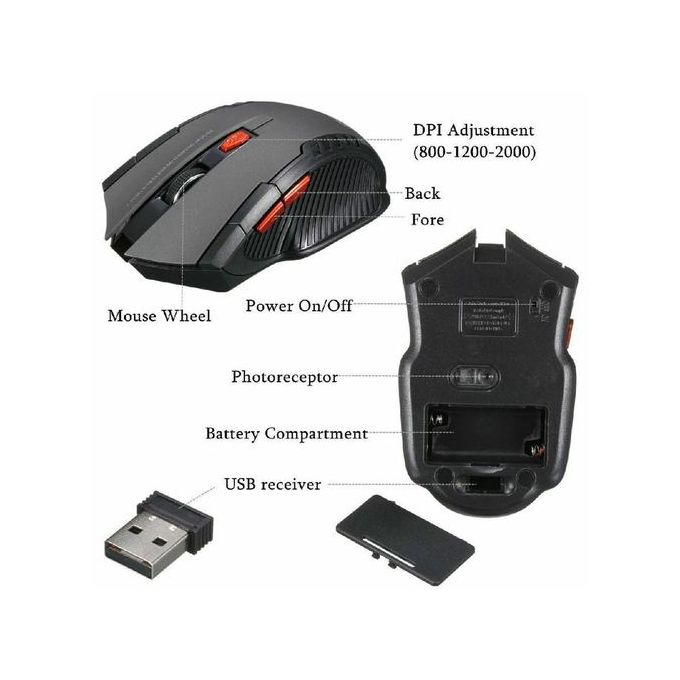 DPI Adjustment
(800-1200-2000)
Back
Fore
Mouse Wheel
Power On/Off
Photoreceptor
Battery Compartment
USB receiver